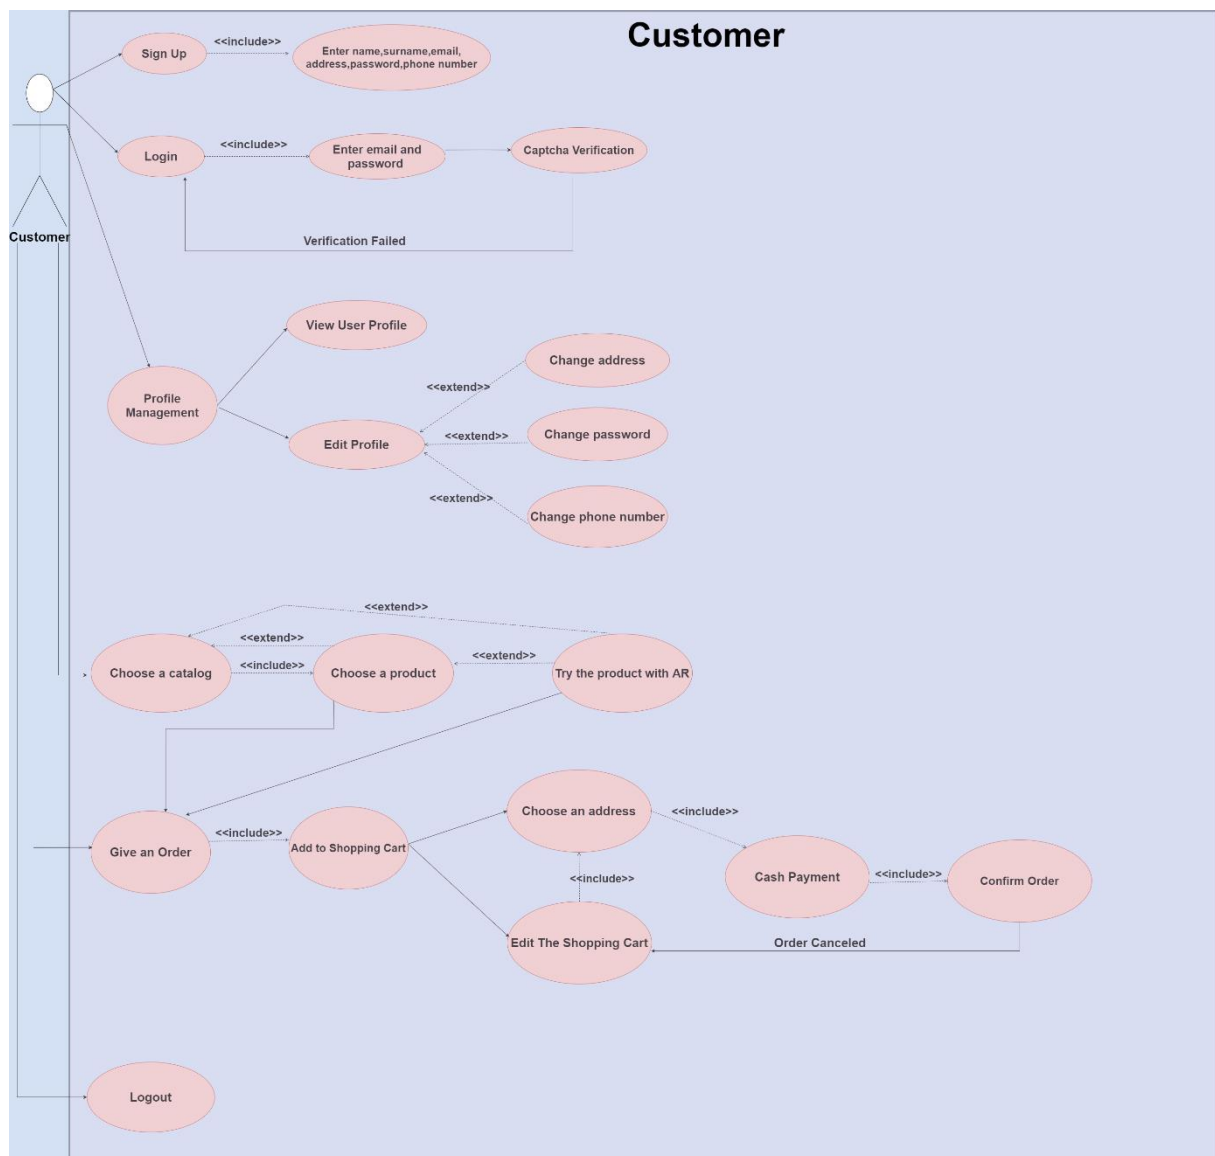 Customer
Sign Up
<<include>>
Enter name,surname,email,
address,password,phone number
Login
<<include>>
Enter email and
password
Captcha Verification
Customer
Verification Failed
View User Profile
Profile
Management
Edit Profile
<<extend>>
Change address
<<extend>>
Change password
<<extend>>
Change phone number
<<extend>>
<<extend>>
Choose a catalog
<<include>>
Choose a product
<<extend>>
Try the product with AR
Give an Order
<<include>>
Add to Shopping Cart
Choose an address
<<include>>
<<include>>
Cash Payment
<<include>>
Confirm Order
Edit The Shopping Cart
Order Canceled
Logout